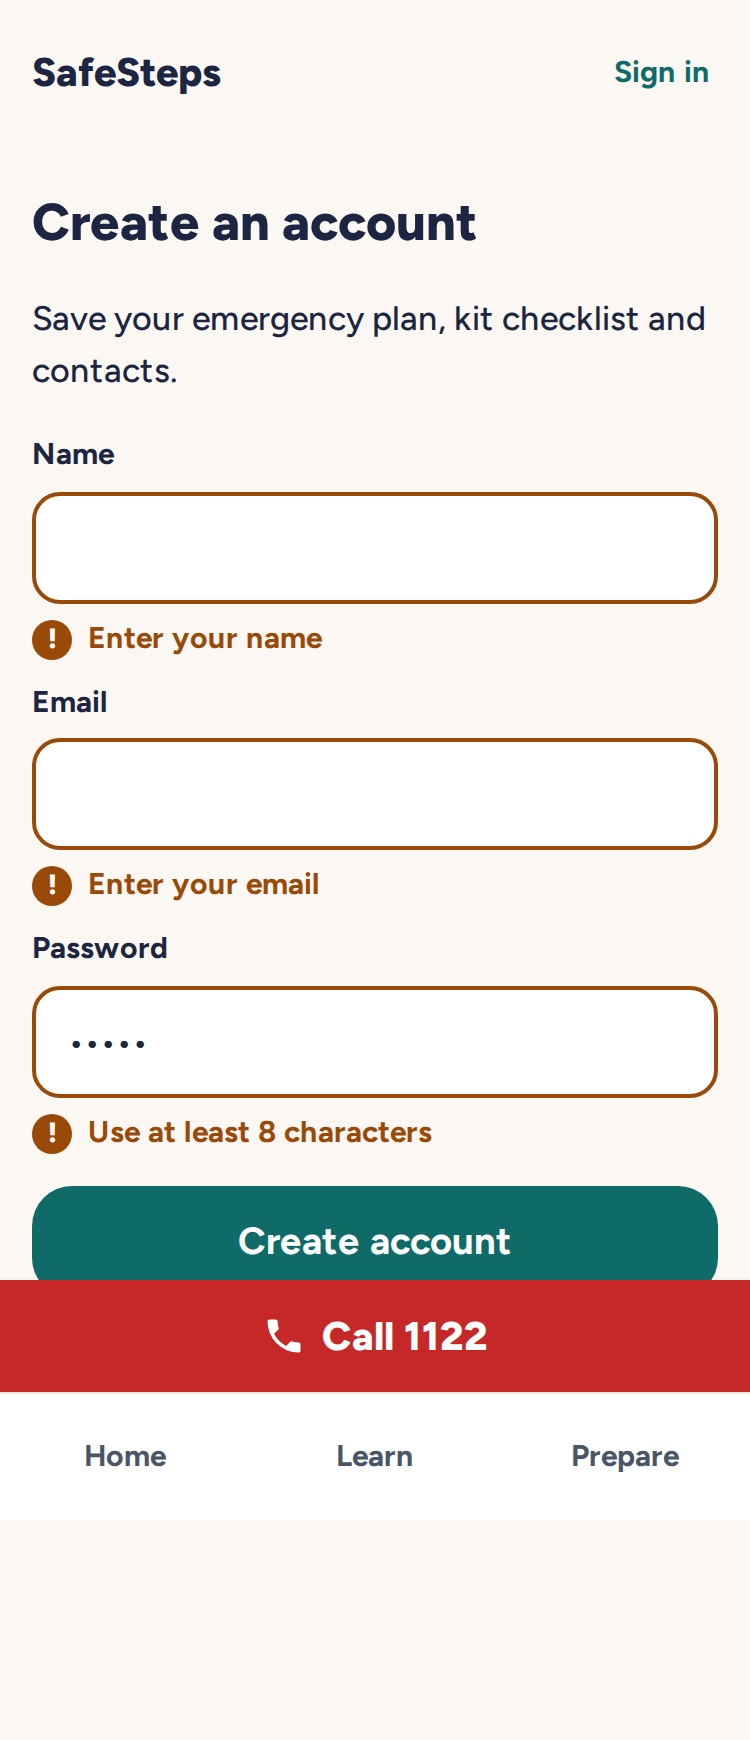 SafeSteps
Sign in
Create an account
Save your emergency plan, kit checklist and
contacts.
Name
! Enter your name
Email
! Enter your email
Password
•••••
! Use at least 8 characters
Create account
Call 1122
Home
Learn
Prepare